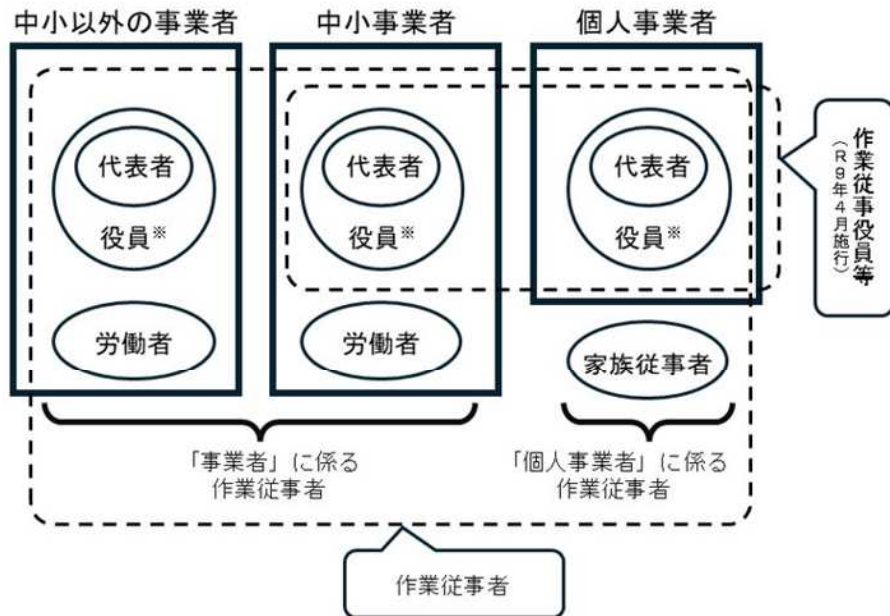 中小以外の事業者
中小事業者
個人事業者
代表者
役員※
労働者
代表者
役員※
労働者
代表者
役員※
家族従事者
作業従事役員等
（R9年4月施行）
「事業者」に係る
作業従事者
「個人事業者」に係る
作業従事者
作業従事者